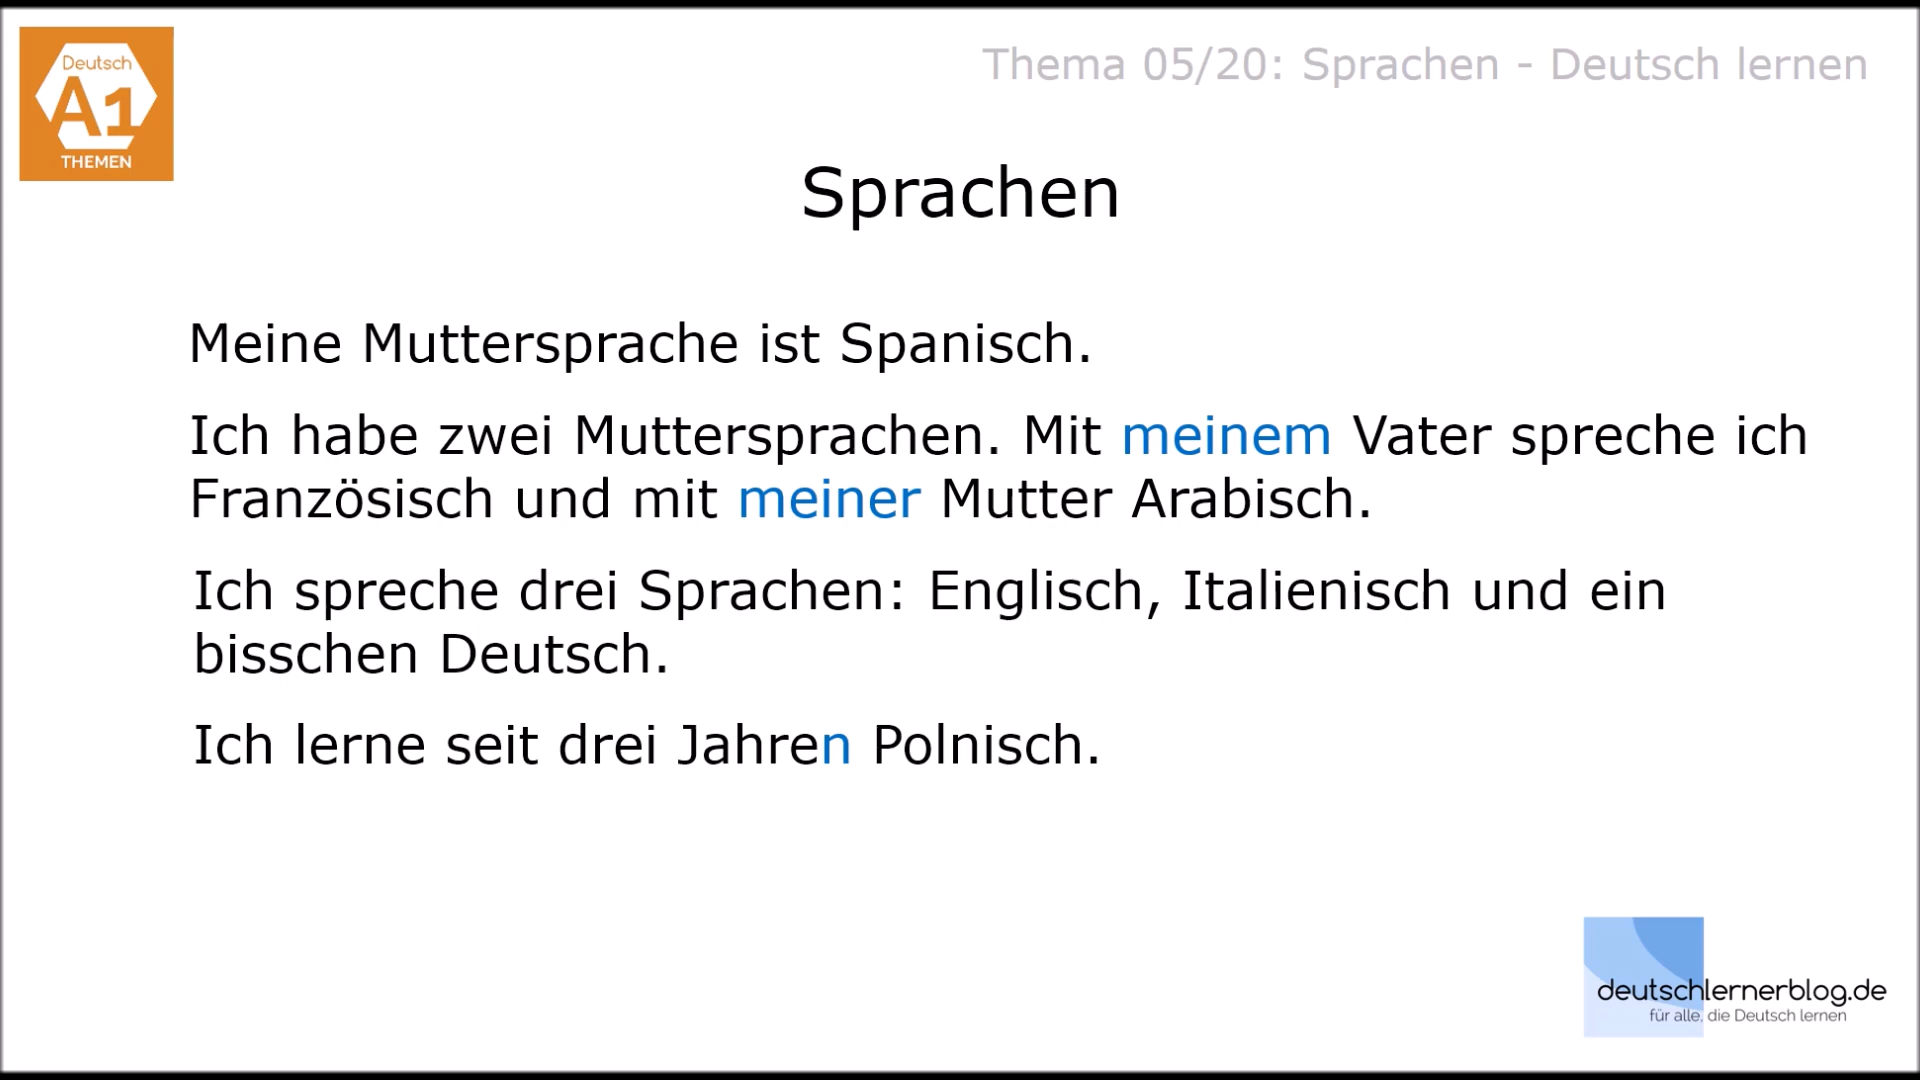 Deutsch
A1
THEMEN
Thema 05/20: Sprachen - Deutsch lernen
Sprachen
Meine Muttersprache ist Spanisch.
Ich habe zwei Muttersprachen. Mit meinem Vater spreche ich
Französisch und mit meiner Mutter Arabisch.
Ich spreche drei Sprachen: Englisch, Italienisch und ein
bisschen Deutsch.
Ich lerne seit drei Jahren Polnisch.
deutschlernerblog.de
für alle, die Deutsch lernen